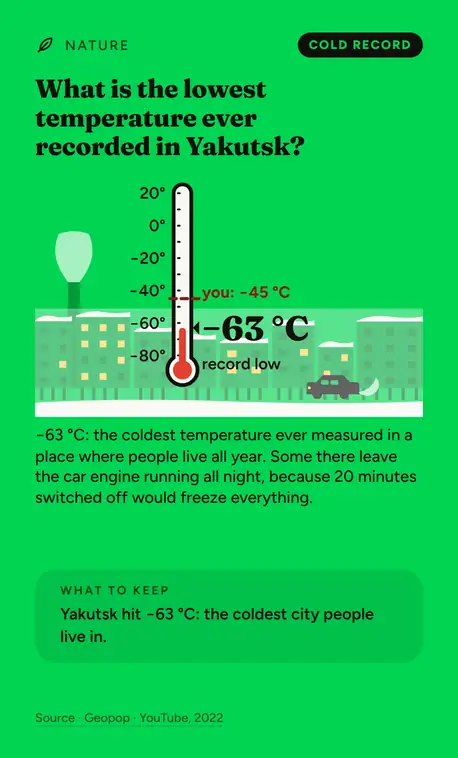 NATURE
COLD RECORD
What is the lowest
temperature ever
recorded in Yakutsk?
20°
0°
−20°
−40°
you: −45 °C
−60°
−63 °C
−80°
record low
−63 °C: the coldest temperature ever measured in a
place where people live all year. Some there leave
the car engine running all night, because 20 minutes
switched off would freeze everything.
WHAT TO KEEP
Yakutsk hit −63 °C: the coldest city people
live in.
Source · Geopop · YouTube, 2022